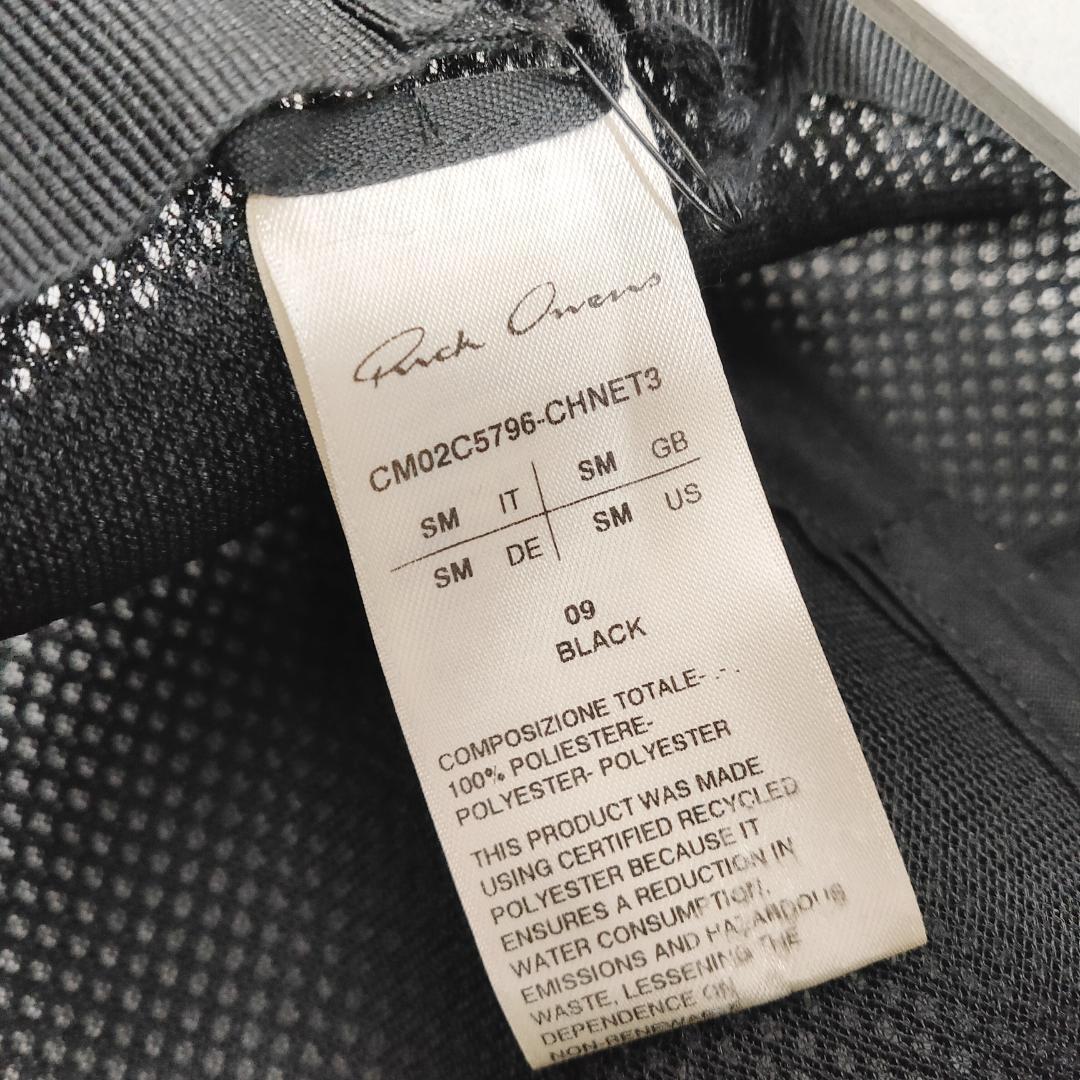 Rick Owens
CM02C5796-CHNET3
SM IT SM GB
SM DE SM US
09
BLACK
COMPOSIZIONE TOTALE-
100% POLIESTERE-
POLYESTER- POLYESTER
THIS PRODUCT WAS MADE
USING CERTIFIED RECYCLED
POLYESTER BECAUSE IT
ENSURES A REDUCTION IN
WATER CONSUMPTION,
EMISSIONS AND HAZARDOUS
WASTE, LESSENING THE
DEPENDENCE ON